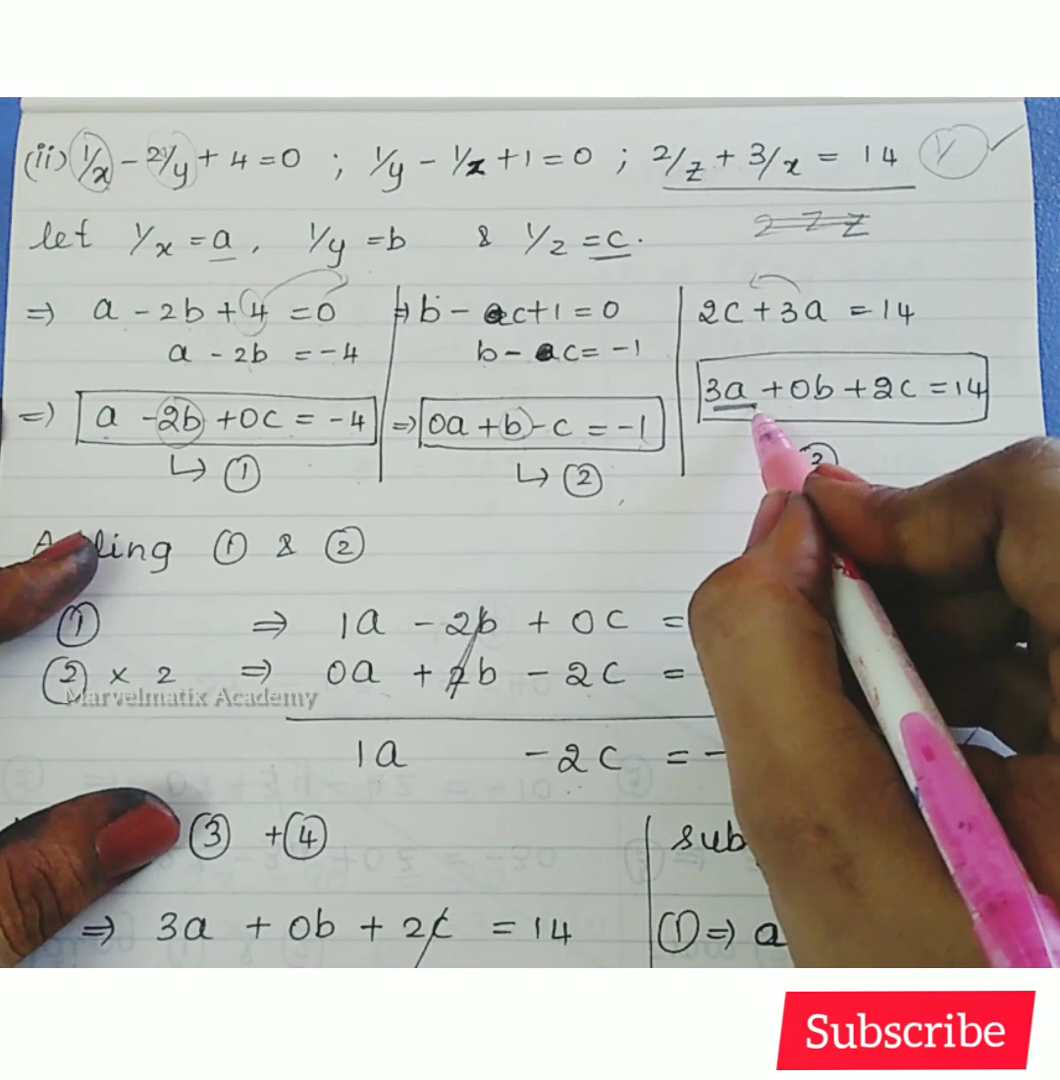 (ii) 1/x - 2/y + 4 = 0 ; 1/y - 1/z + 1 = 0 ; 2/z + 3/x = 14
let 1/x = a, 1/y = b & 1/z = c.
⇒ a - 2b + 4 = 0
a - 2b = -4
⇒ a - 2b + 0c = -4
↳ ①
⇒ b - c + 1 = 0
b - c = -1
⇒ 0a + b - c = -1
↳ ②
2c + 3a = 14
3a + 0b + 2c = 14
① & ②
① ⇒ 1a - 2b + 0c =
② × 2 ⇒ 0a + 2b - 2c =
Marvelmatix Academy
1a - 2c = -
③ + ④
⇒ 3a + 0b + 2c = 14
sub
① ⇒ a
Subscribe